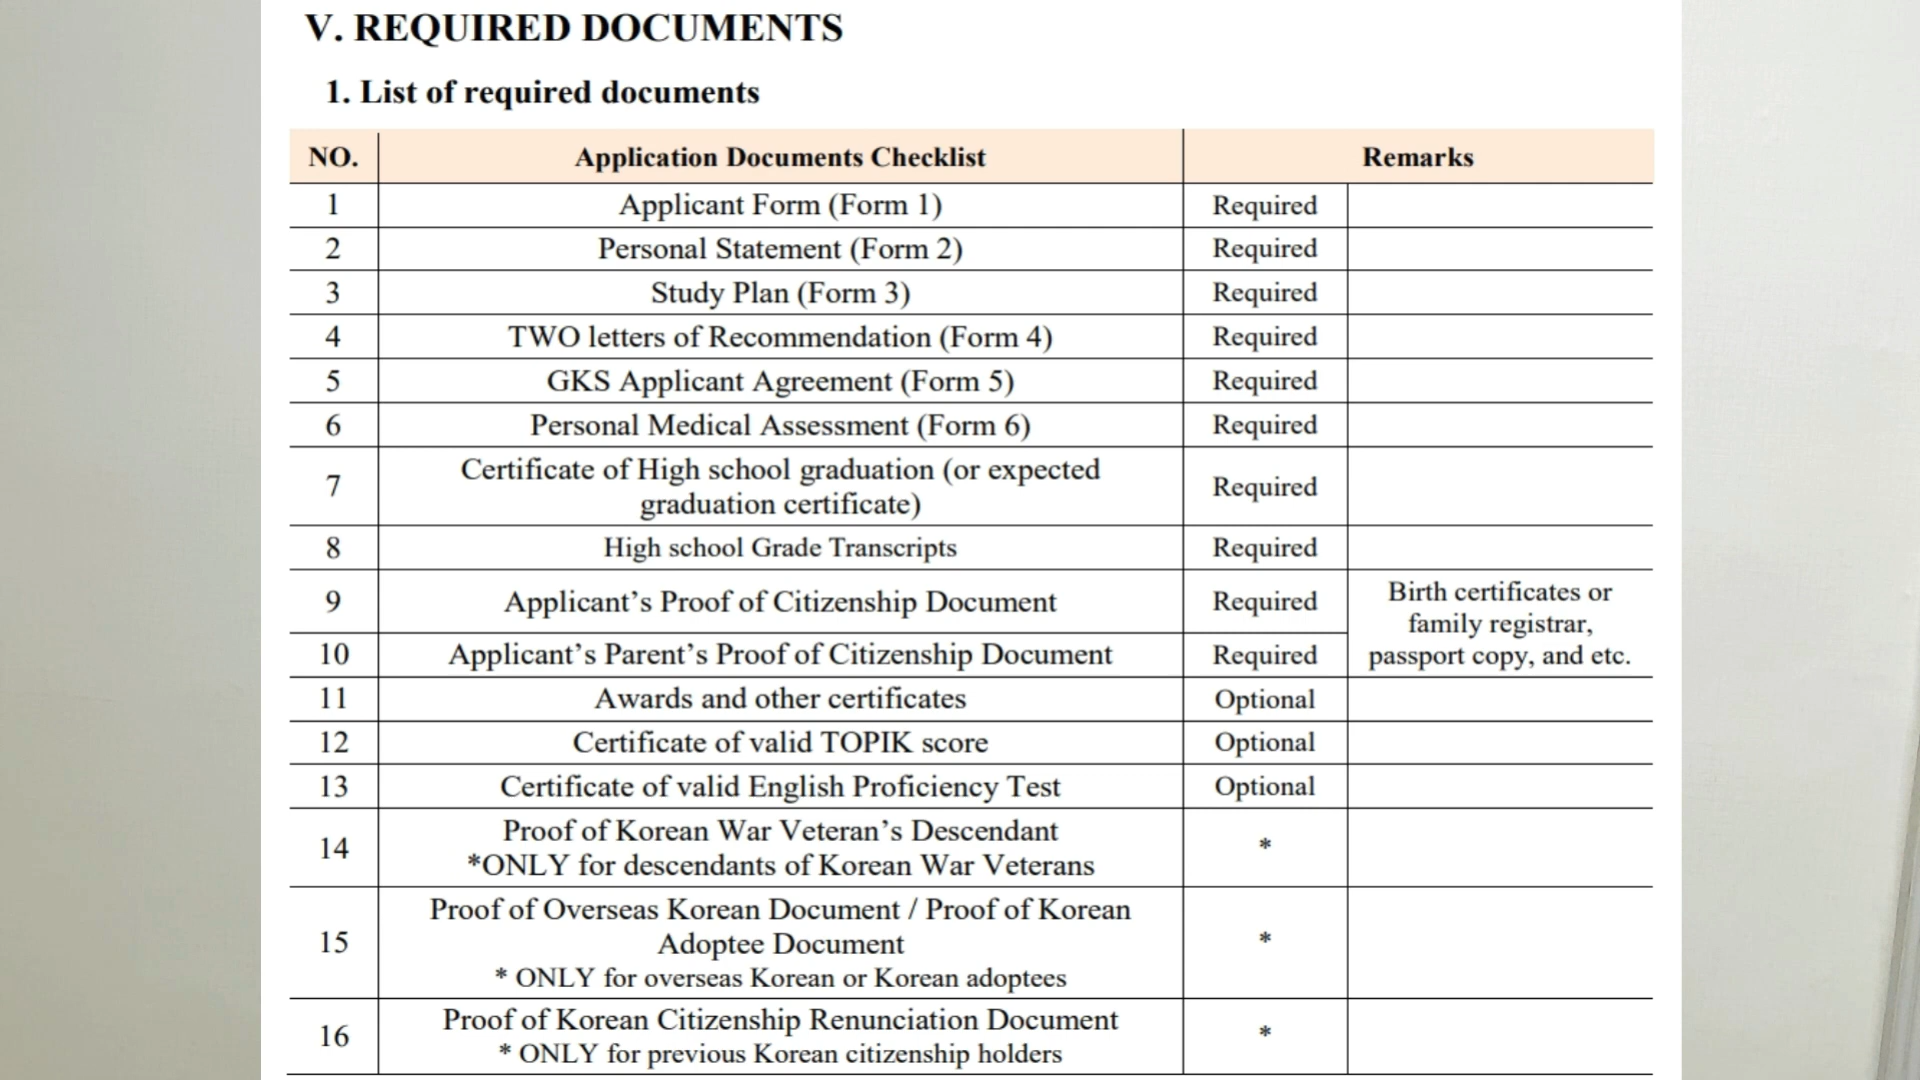 V. REQUIRED DOCUMENTS
1. List of required documents
NO. Application Documents Checklist Remarks
1 Applicant Form (Form 1) Required
2 Personal Statement (Form 2) Required
3 Study Plan (Form 3) Required
4 TWO letters of Recommendation (Form 4) Required
5 GKS Applicant Agreement (Form 5) Required
6 Personal Medical Assessment (Form 6) Required
7 Certificate of High school graduation (or expected
graduation certificate) Required
8 High school Grade Transcripts Required
9 Applicant’s Proof of Citizenship Document Required
10 Applicant’s Parent’s Proof of Citizenship Document Required
Birth certificates or
family registrar,
passport copy, and etc.
11 Awards and other certificates Optional
12 Certificate of valid TOPIK score Optional
13 Certificate of valid English Proficiency Test Optional
14 Proof of Korean War Veteran’s Descendant
*ONLY for descendants of Korean War Veterans *
15 Proof of Overseas Korean Document / Proof of Korean
Adoptee Document
* ONLY for overseas Korean or Korean adoptees *
16 Proof of Korean Citizenship Renunciation Document
* ONLY for previous Korean citizenship holders *